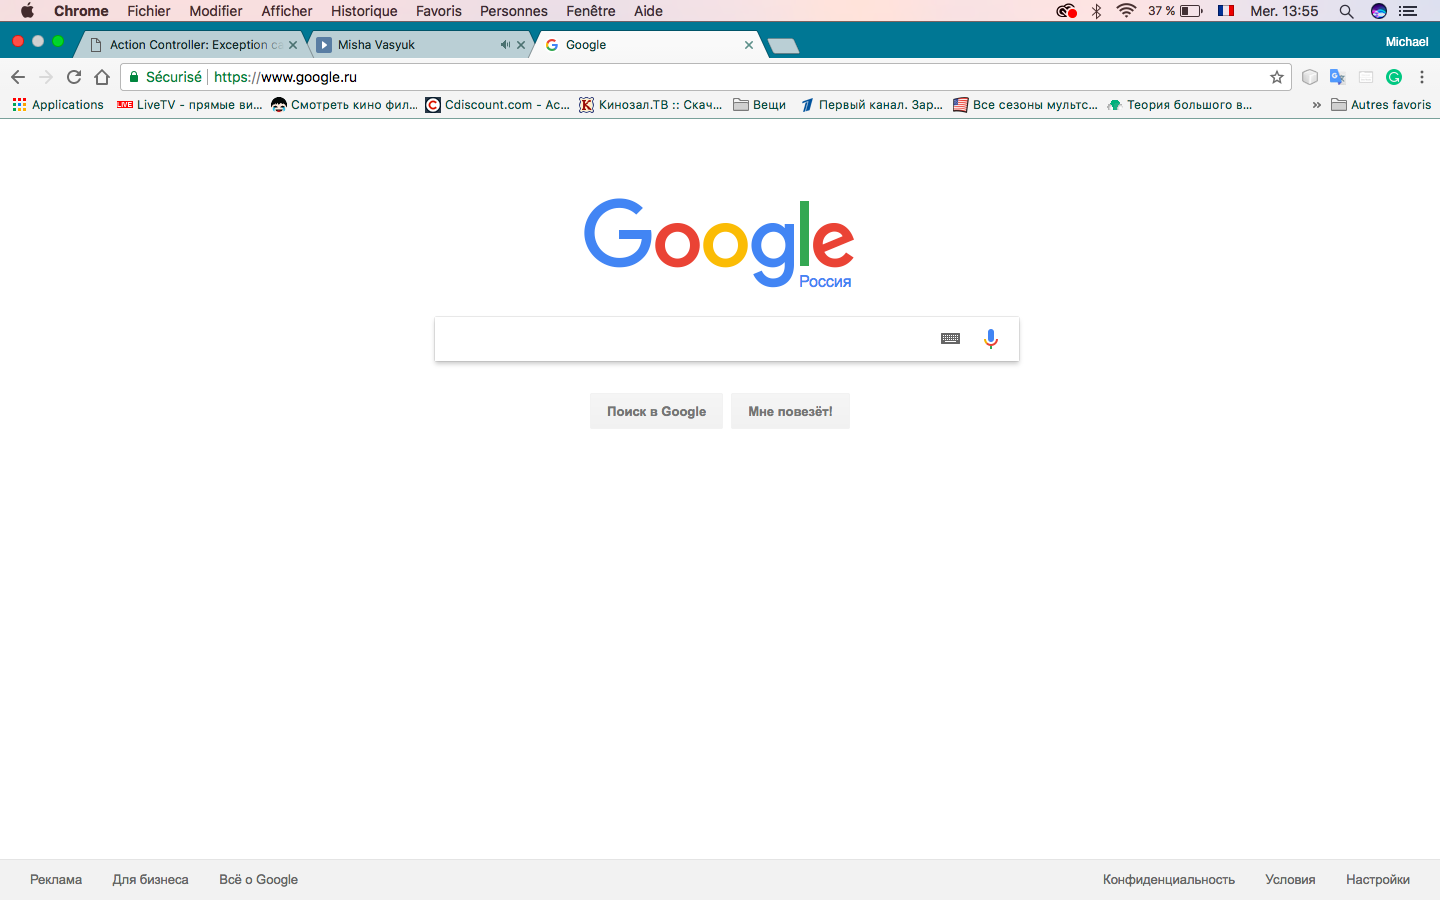 Chrome Fichier Modifier Afficher Historique Favoris Personnes Fenêtre Aide 37 % Mer. 13:55
Action Controller: Exception ca Misha Vasyuk Google Michael
Sécurisé https://www.google.ru
Applications LIVE LiveTV - прямые ви... Смотреть кино фил... Cdiscount.com - Ac... Кинозал.ТВ :: Скач... Вещи Первый канал. Зар... Все сезоны мультс... Теория большого в... » Autres favoris
Google
Россия
Поиск в Google Мне повезёт!
Реклама Для бизнеса Всё о Google Конфиденциальность Условия Настройки